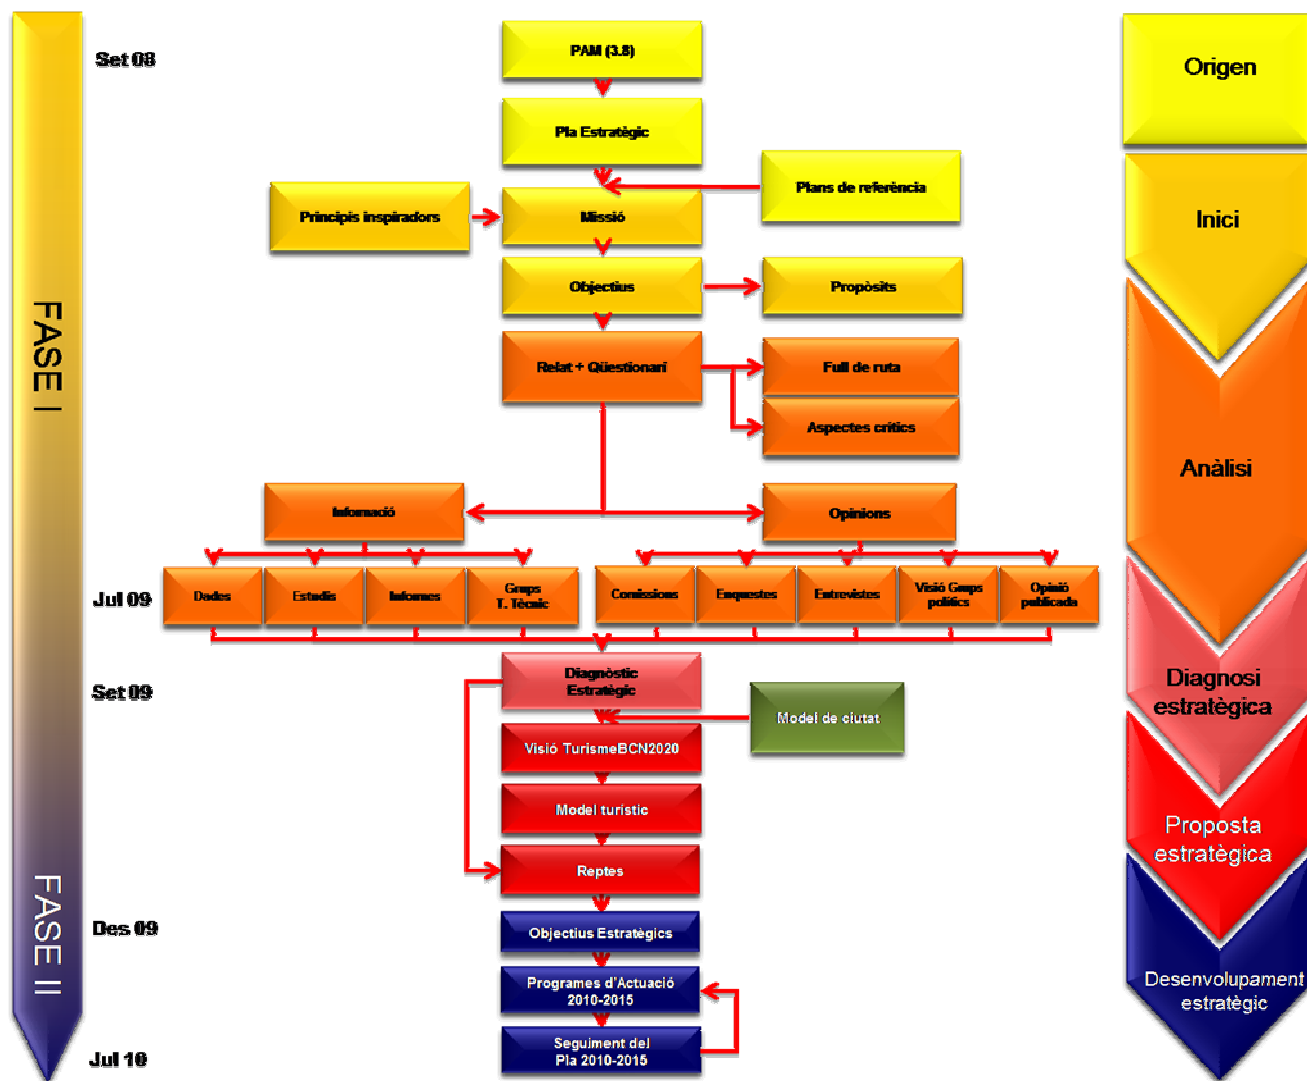 Set 08
PAM (3.8)
Origen
Pla Estratègic
Plans de referència
Principis inspiradors
Missió
Inici
Objectius
Propòsits
FASE I
Relat + Qüestionari
Full de ruta
Aspectes crítics
Anàlisi
Informació
Opinions
Jul 09
Dades
Estudis
Informes
Grups
T. Tècnic
Comissions
Enquestes
Entrevistes
Visió Grups
polítics
Opinió
publicada
Set 09
Diagnòstic
Estratègic
Diagnosi
estratègica
Model de ciutat
Visió TurismeBCN2020
Model turístic
Proposta
estratègica
Reptes
FASE II
Des 09
Objectius Estratègics
Programes d'Actuació
2010-2015
Desenvolupament
estratègic
Seguiment del
Pla 2010-2015
Jul 10